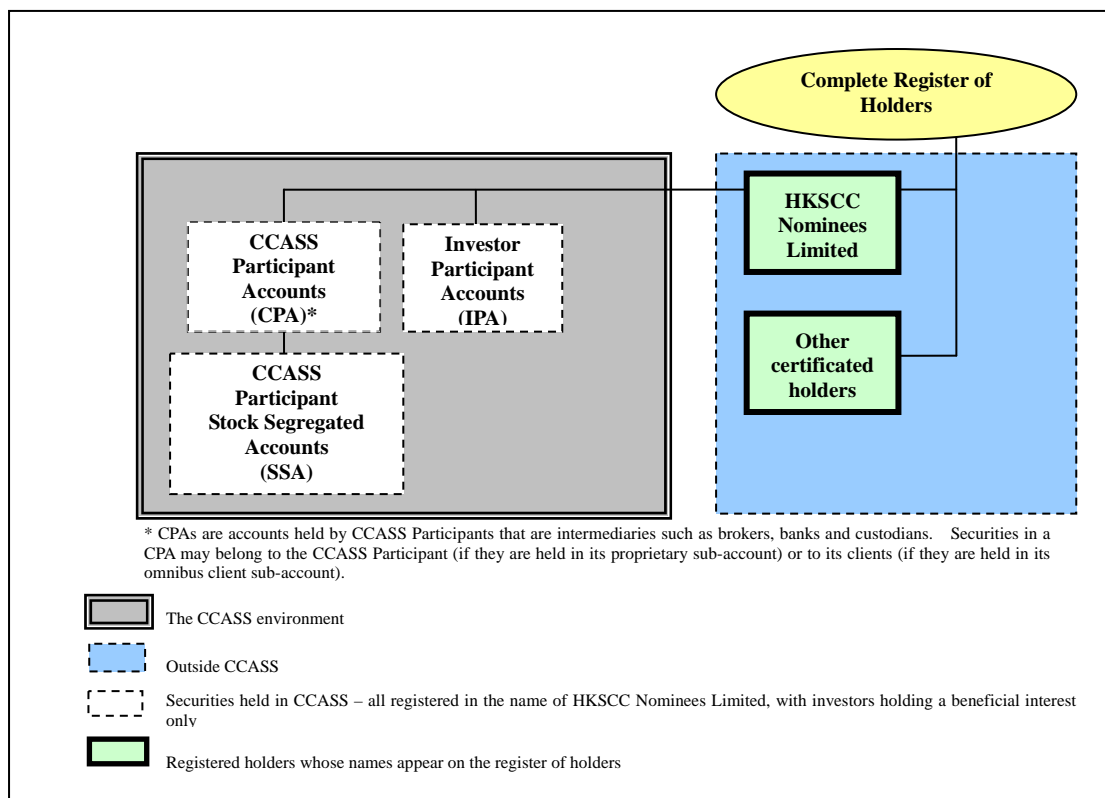 Complete Register of
Holders
HKSCC
Nominees
Limited
CCASS
Participant
Accounts
(CPA)*
Investor
Participant
Accounts
(IPA)
Other
certificated
holders
CCASS
Participant
Stock Segregated
Accounts
(SSA)
* CPAs are accounts held by CCASS Participants that are intermediaries such as brokers, banks and custodians. Securities in
a CPA may belong to the CCASS Participant (if they are held in its proprietary sub-account) or to its clients (if they are held in its
omnibus client sub-account).
The CCASS environment
Outside CCASS
Securities held in CCASS – all registered in the name of HKSCC Nominees Limited, with investors holding a beneficial interest
only
Registered holders whose names appear on the register of holders